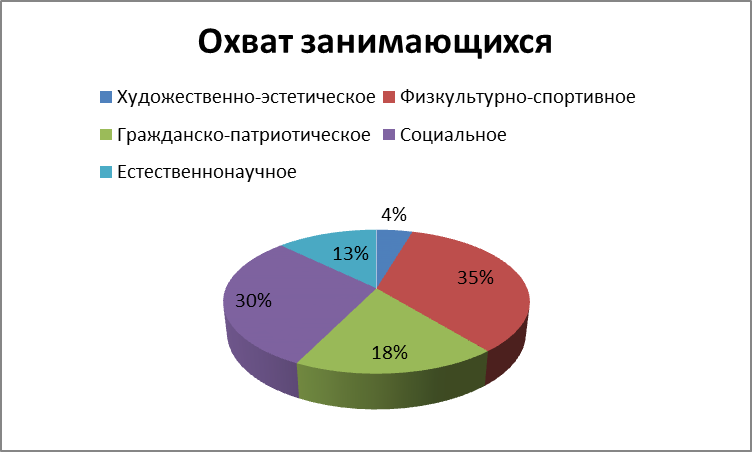 Охват занимающихся
Художественно-эстетическое Физкультурно-спортивное
Гражданско-патриотическое Социальное
Естественнонаучное
4%
13%
35%
30%
18%